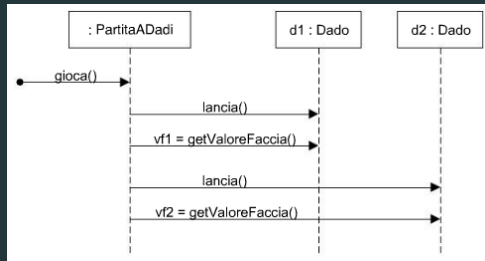 : PartitaADadi
d1 : Dado
d2 : Dado
gioca()
lancia()
vf1 = getValoreFaccia()
lancia()
vf2 = getValoreFaccia()